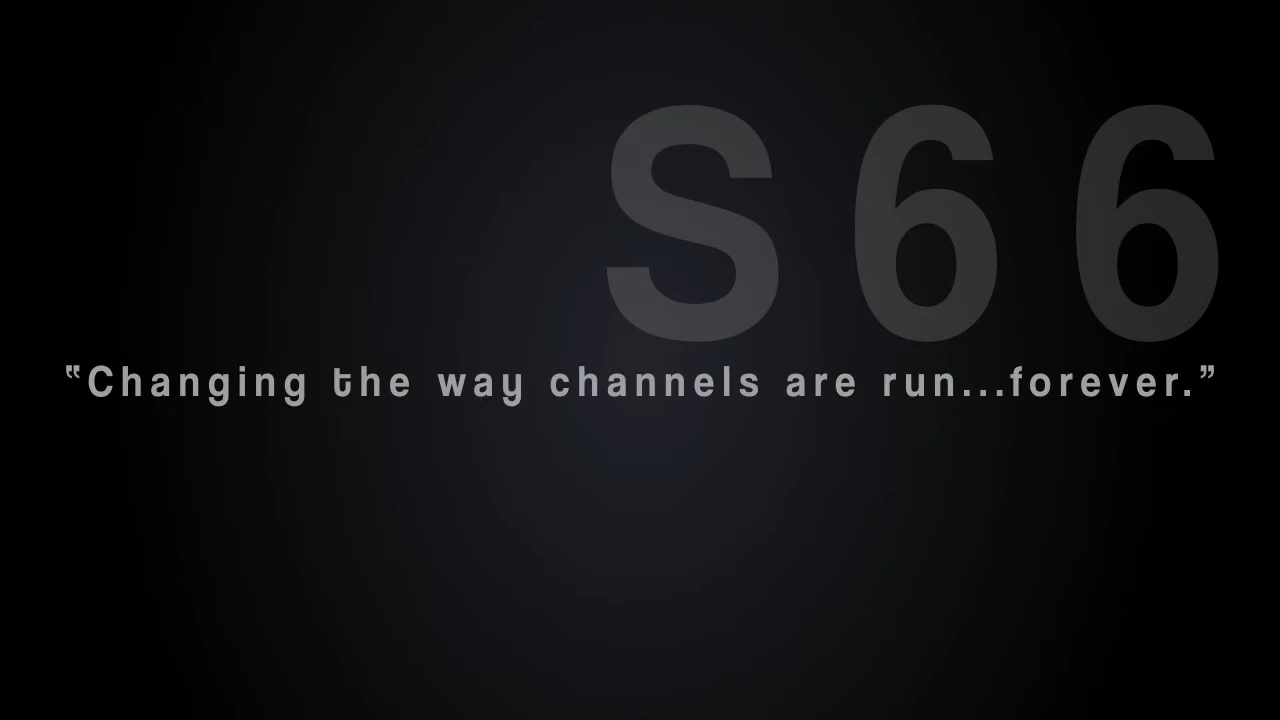 S66
“Changing the way channels are run...forever.”